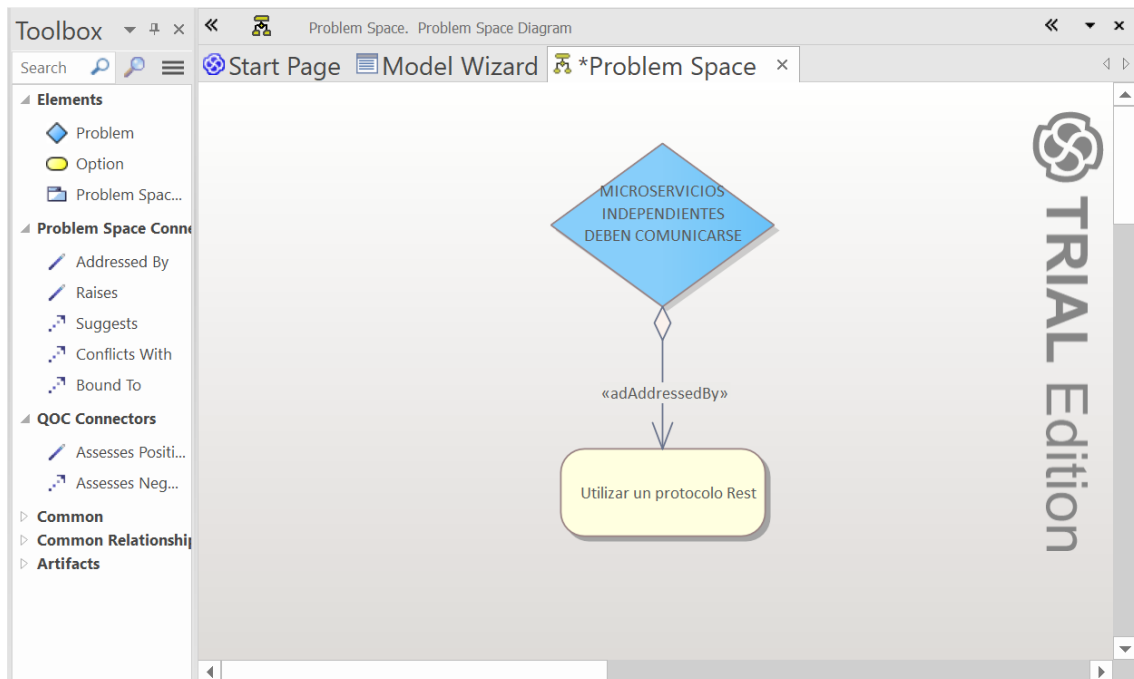 Toolbox
Search
Elements
Problem
Option
Problem Spac...
Problem Space Conne
Addressed By
Raises
Suggests
Conflicts With
Bound To
QOC Connectors
Assesses Positi...
Assesses Neg...
Common
Common Relationship
Artifacts
Problem Space. Problem Space Diagram
Start Page
Model Wizard
*Problem Space
MICROSERVICIOS
INDEPENDIENTES
DEBEN COMUNICARSE
«adAddressedBy»
Utilizar un protocolo Rest
TRIAL Edition